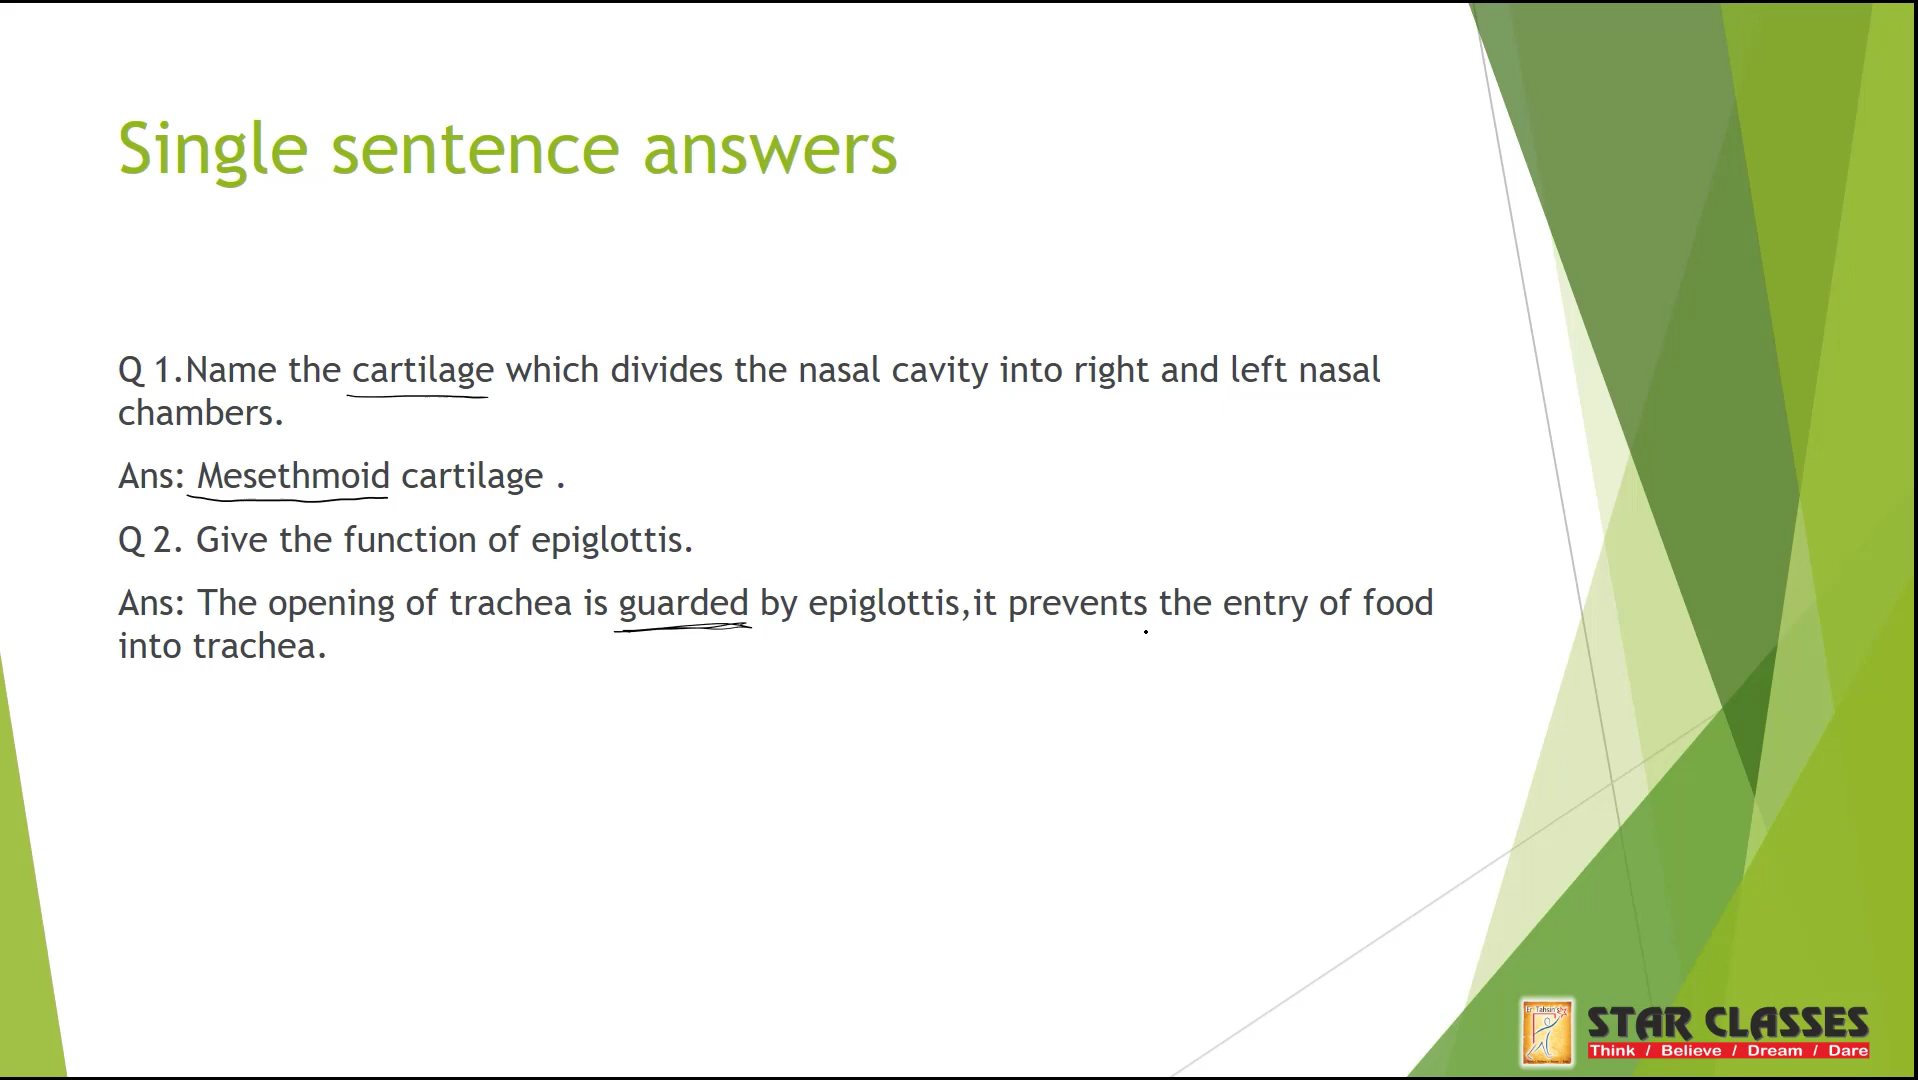 Single sentence answers
Q 1.Name the cartilage which divides the nasal cavity into right and left nasal
chambers.
Ans: Mesethmoid cartilage .
Q 2. Give the function of epiglottis.
Ans: The opening of trachea is guarded by epiglottis,it prevents the entry of food
into trachea.
STAR CLASSES
Think / Believe / Dream / Dare